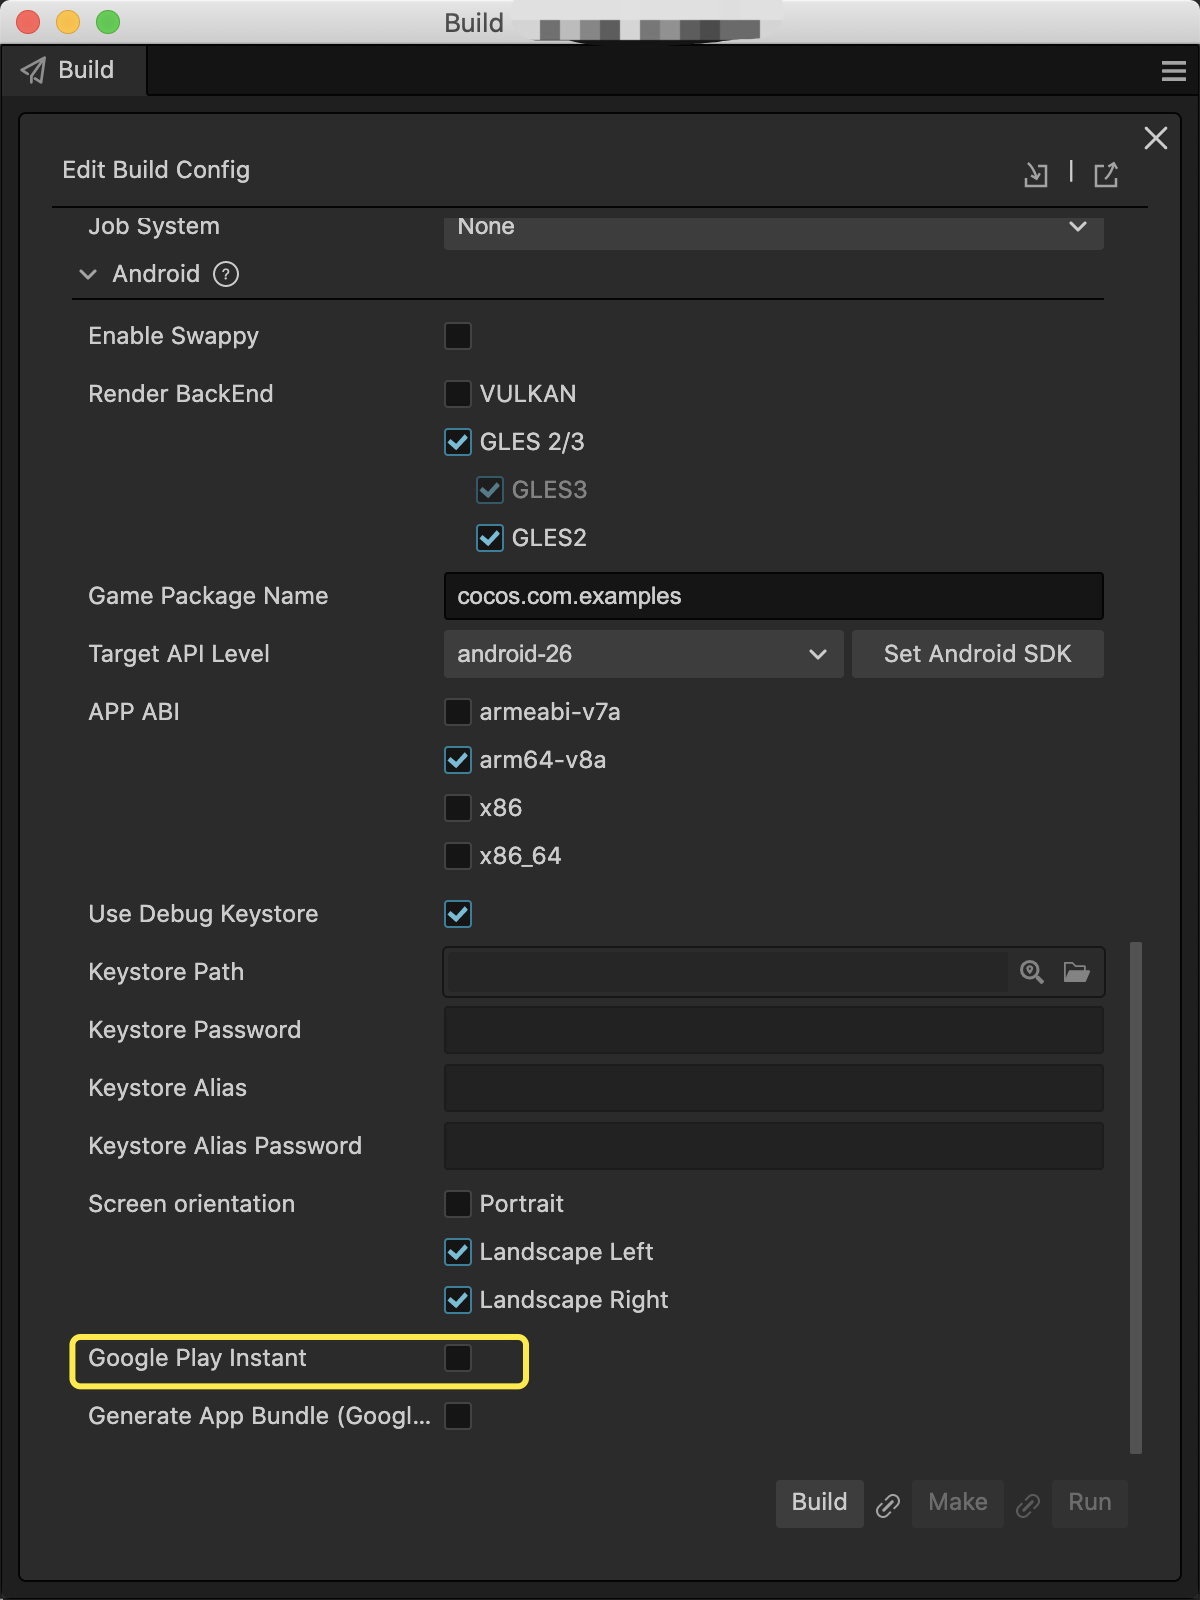 Build
Build
Edit Build Config
Job System None
Android ?
Enable Swappy
Render BackEnd VULKAN
GLES 2/3
GLES3
GLES2
Game Package Name cocos.com.examples
Target API Level android-26 Set Android SDK
APP ABI armeabi-v7a
arm64-v8a
x86
x86_64
Use Debug Keystore
Keystore Path
Keystore Password
Keystore Alias
Keystore Alias Password
Screen orientation Portrait
Landscape Left
Landscape Right
Google Play Instant
Generate App Bundle (Googl...
Build Make Run